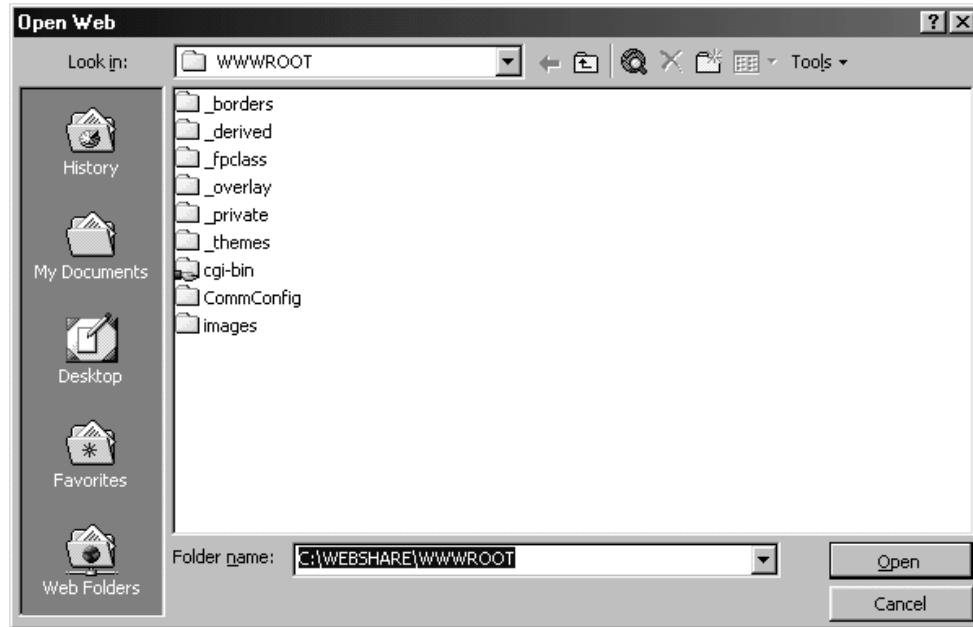 Open Web
Look in: WWWROOT Tools
_borders
_derived
_fpclass
_overlay
_private
_themes
cgi-bin
CommConfig
images
History
My Documents
Desktop
Favorites
Web Folders
Folder name: C:\WEBSHARE\WWWROOT Open
Cancel